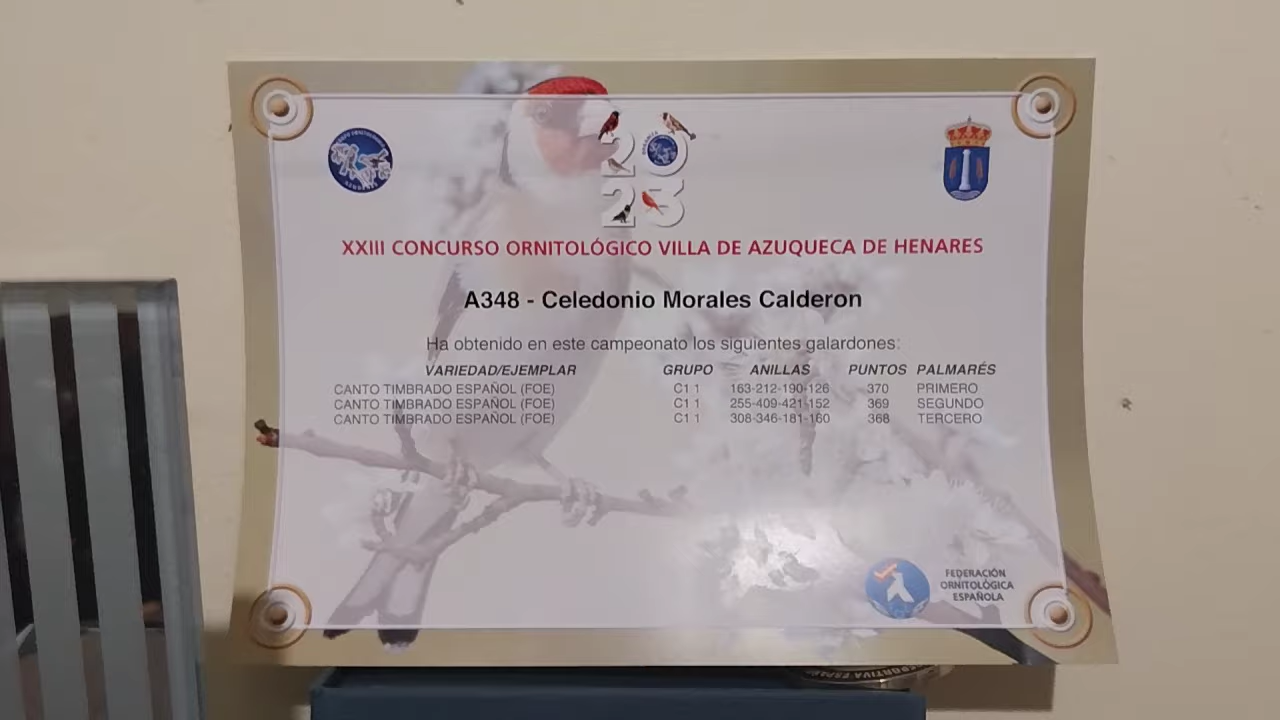 2023
XXIII CONCURSO ORNITOLÓGICO VILLA DE AZUQUECA DE HENARES
A348 - Celedonio Morales Calderon
Ha obtenido en este campeonato los siguientes galardones:
VARIEDAD/EJEMPLAR GRUPO ANILLAS PUNTOS PALMARÉS
CANTO TIMBRADO ESPAÑOL (FOE) C1 1 163-212-190-126 370 PRIMERO
CANTO TIMBRADO ESPAÑOL (FOE) C1 1 255-409-421-152 369 SEGUNDO
CANTO TIMBRADO ESPAÑOL (FOE) C1 1 308-346-181-160 368 TERCERO
FEDERACIÓN
ORNITOLÓGICA
ESPAÑOLA